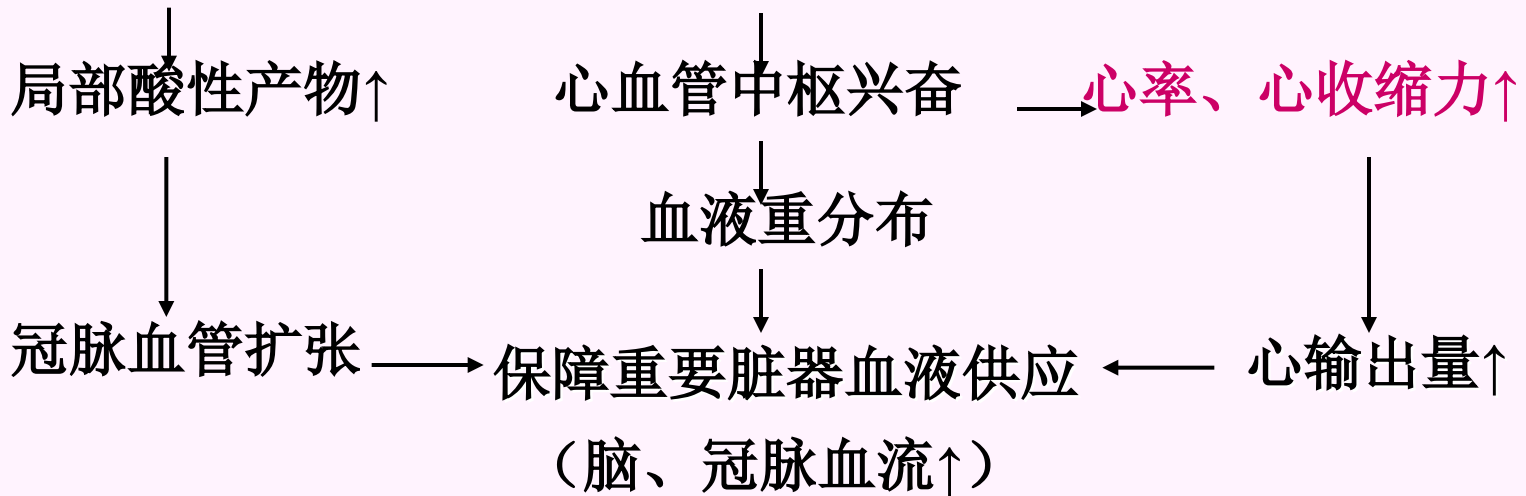 局部酸性产物↑
心血管中枢兴奋
心率、心收缩力↑
血液重分布
冠脉血管扩张
保障重要脏器血液供应
心输出量↑
（脑、冠脉血流↑）